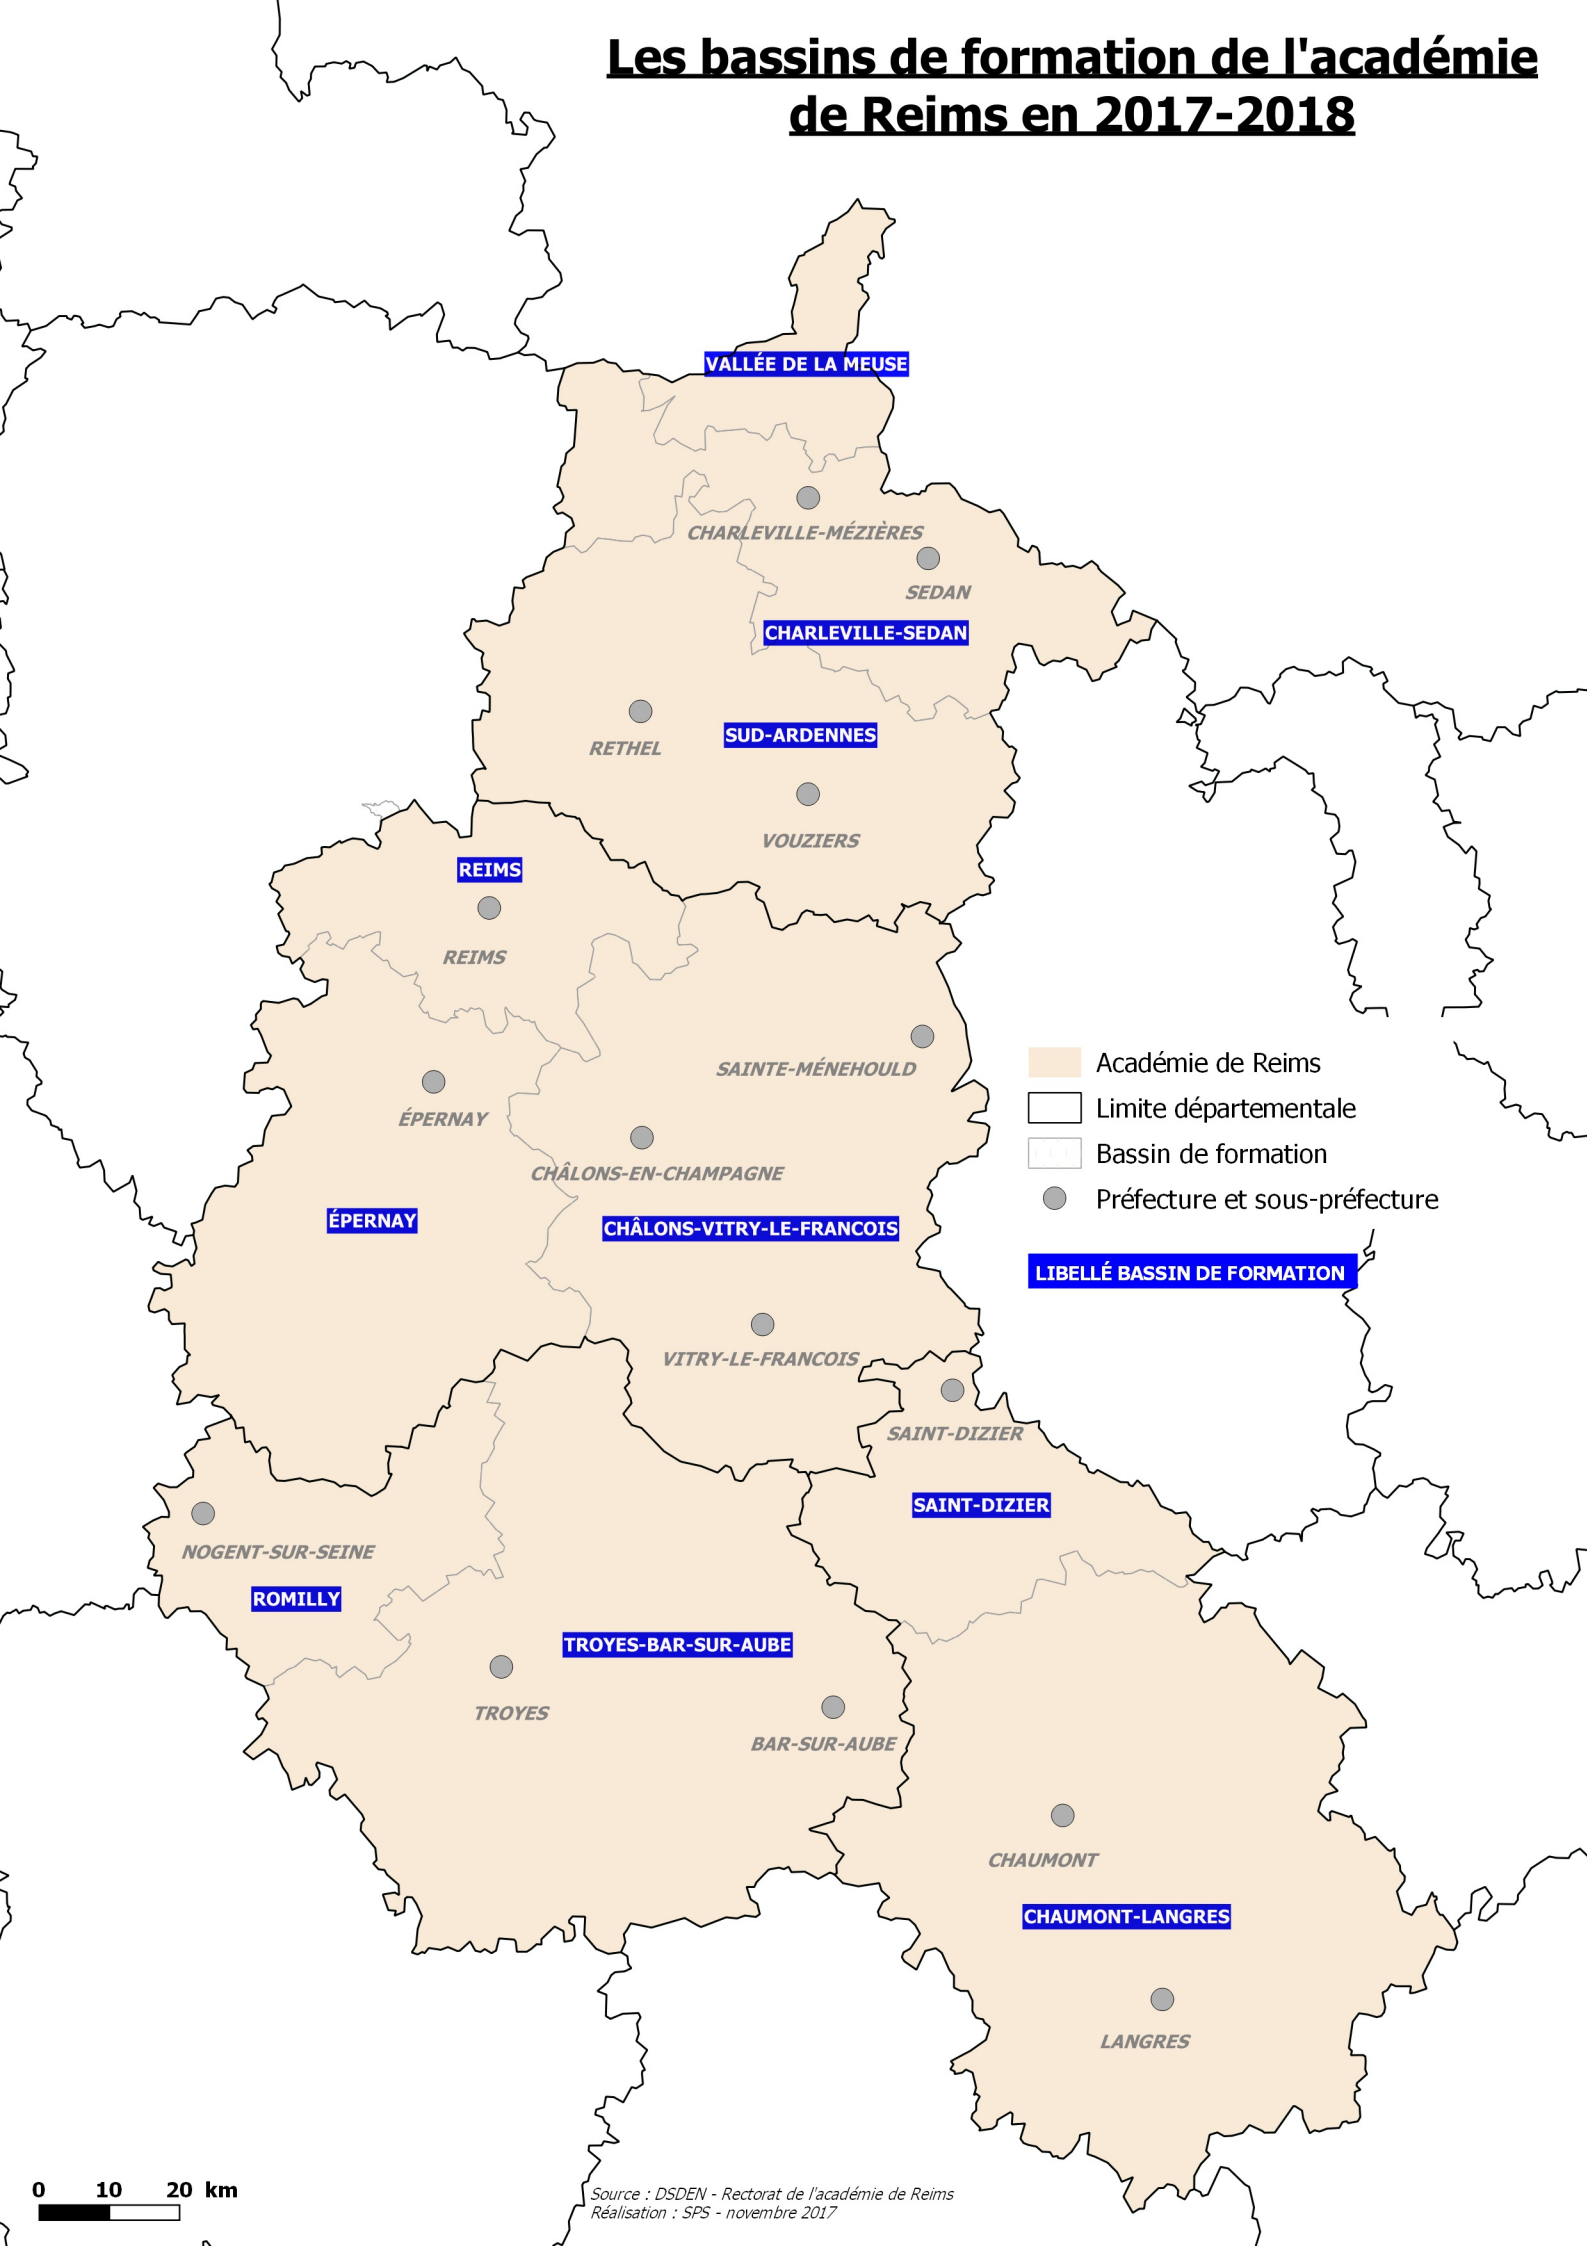 Les bassins de formation de l'académie
de Reims en 2017-2018
VALLÉE DE LA MEUSE
CHARLEVILLE-MÉZIÈRES
SEDAN
CHARLEVILLE-SEDAN
SUD-ARDENNES
RETHEL
VOUZIERS
REIMS
REIMS
SAINTE-MÉNEHOULD
Académie de Reims
Limite départementale
Bassin de formation
Préfecture et sous-préfecture
LIBELLÉ BASSIN DE FORMATION
ÉPERNAY
CHÂLONS-EN-CHAMPAGNE
ÉPERNAY
CHÂLONS-VITRY-LE-FRANCOIS
VITRY-LE-FRANCOIS
SAINT-DIZIER
SAINT-DIZIER
NOGENT-SUR-SEINE
ROMILLY
TROYES-BAR-SUR-AUBE
TROYES
BAR-SUR-AUBE
CHAUMONT
CHAUMONT-LANGRES
LANGRES
0 10 20 km
Source : DSDEN - Rectorat de l'académie de Reims
Réalisation : SPS - novembre 2017